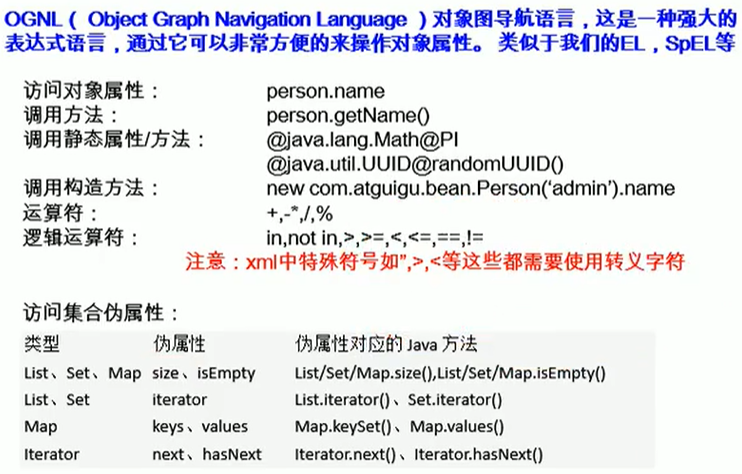 OGNL（ Object Graph Navigation Language ）对象图导航语言，这是一种强大的
表达式语言，通过它可以非常方便的来操作对象属性。 类似于我们的EL，SpEL等
访问对象属性： person.name
调用方法： person.getName()
调用静态属性/方法： @java.lang.Math@PI
@java.util.UUID@randomUUID()
调用构造方法： new com.atguigu.bean.Person(‘admin’).name
运算符： +,-*,/,%
逻辑运算符： in,not in,>,>=,<,<=,==,!=
注意：xml中特殊符号如”,>,<等这些都需要使用转义字符
访问集合伪属性：
类型 伪属性 伪属性对应的 Java 方法
List、Set、Map size、isEmpty List/Set/Map.size(),List/Set/Map.isEmpty()
List、Set iterator List.iterator()、Set.iterator()
Map keys、values Map.keySet()、Map.values()
Iterator next、hasNext Iterator.next()、Iterator.hasNext()